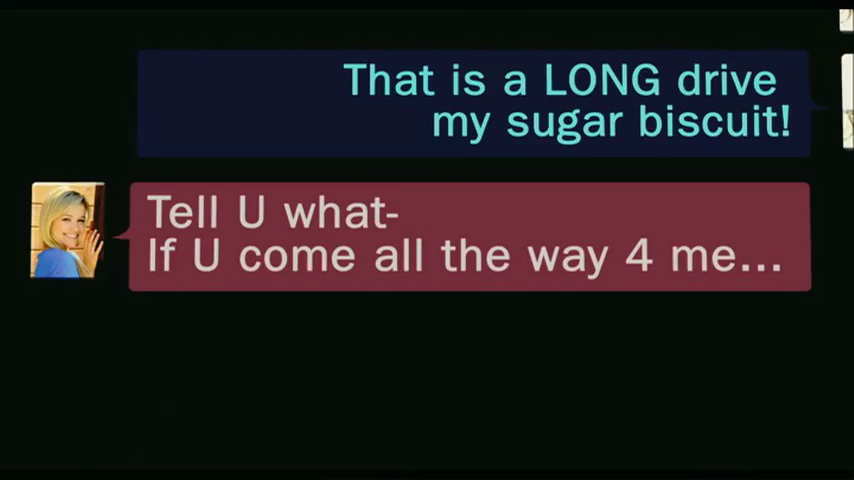 That is a LONG drive
my sugar biscuit!
Tell U what-
If U come all the way 4 me...